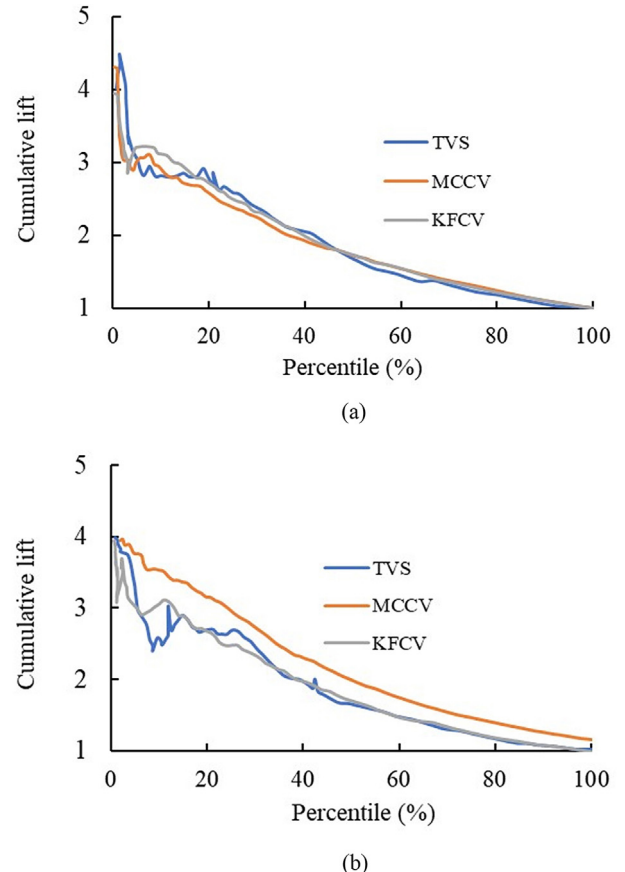 5
4
3
2
1
Cumulative lift
TVS
MCCV
KFCV
0 20 40 60 80 100
Percentile (%)
(a)
5
4
3
2
1
Cumulative lift
TVS
MCCV
KFCV
0 20 40 60 80 100
Percentile (%)
(b)